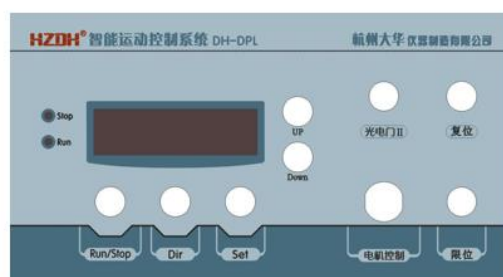 HZDH® 智能运动控制系统 DH-DPL
杭州大华仪器制造有限公司
Stop
Run
UP
Down
光电门II
复位
Run/Stop
Dir
Set
电机控制
限位